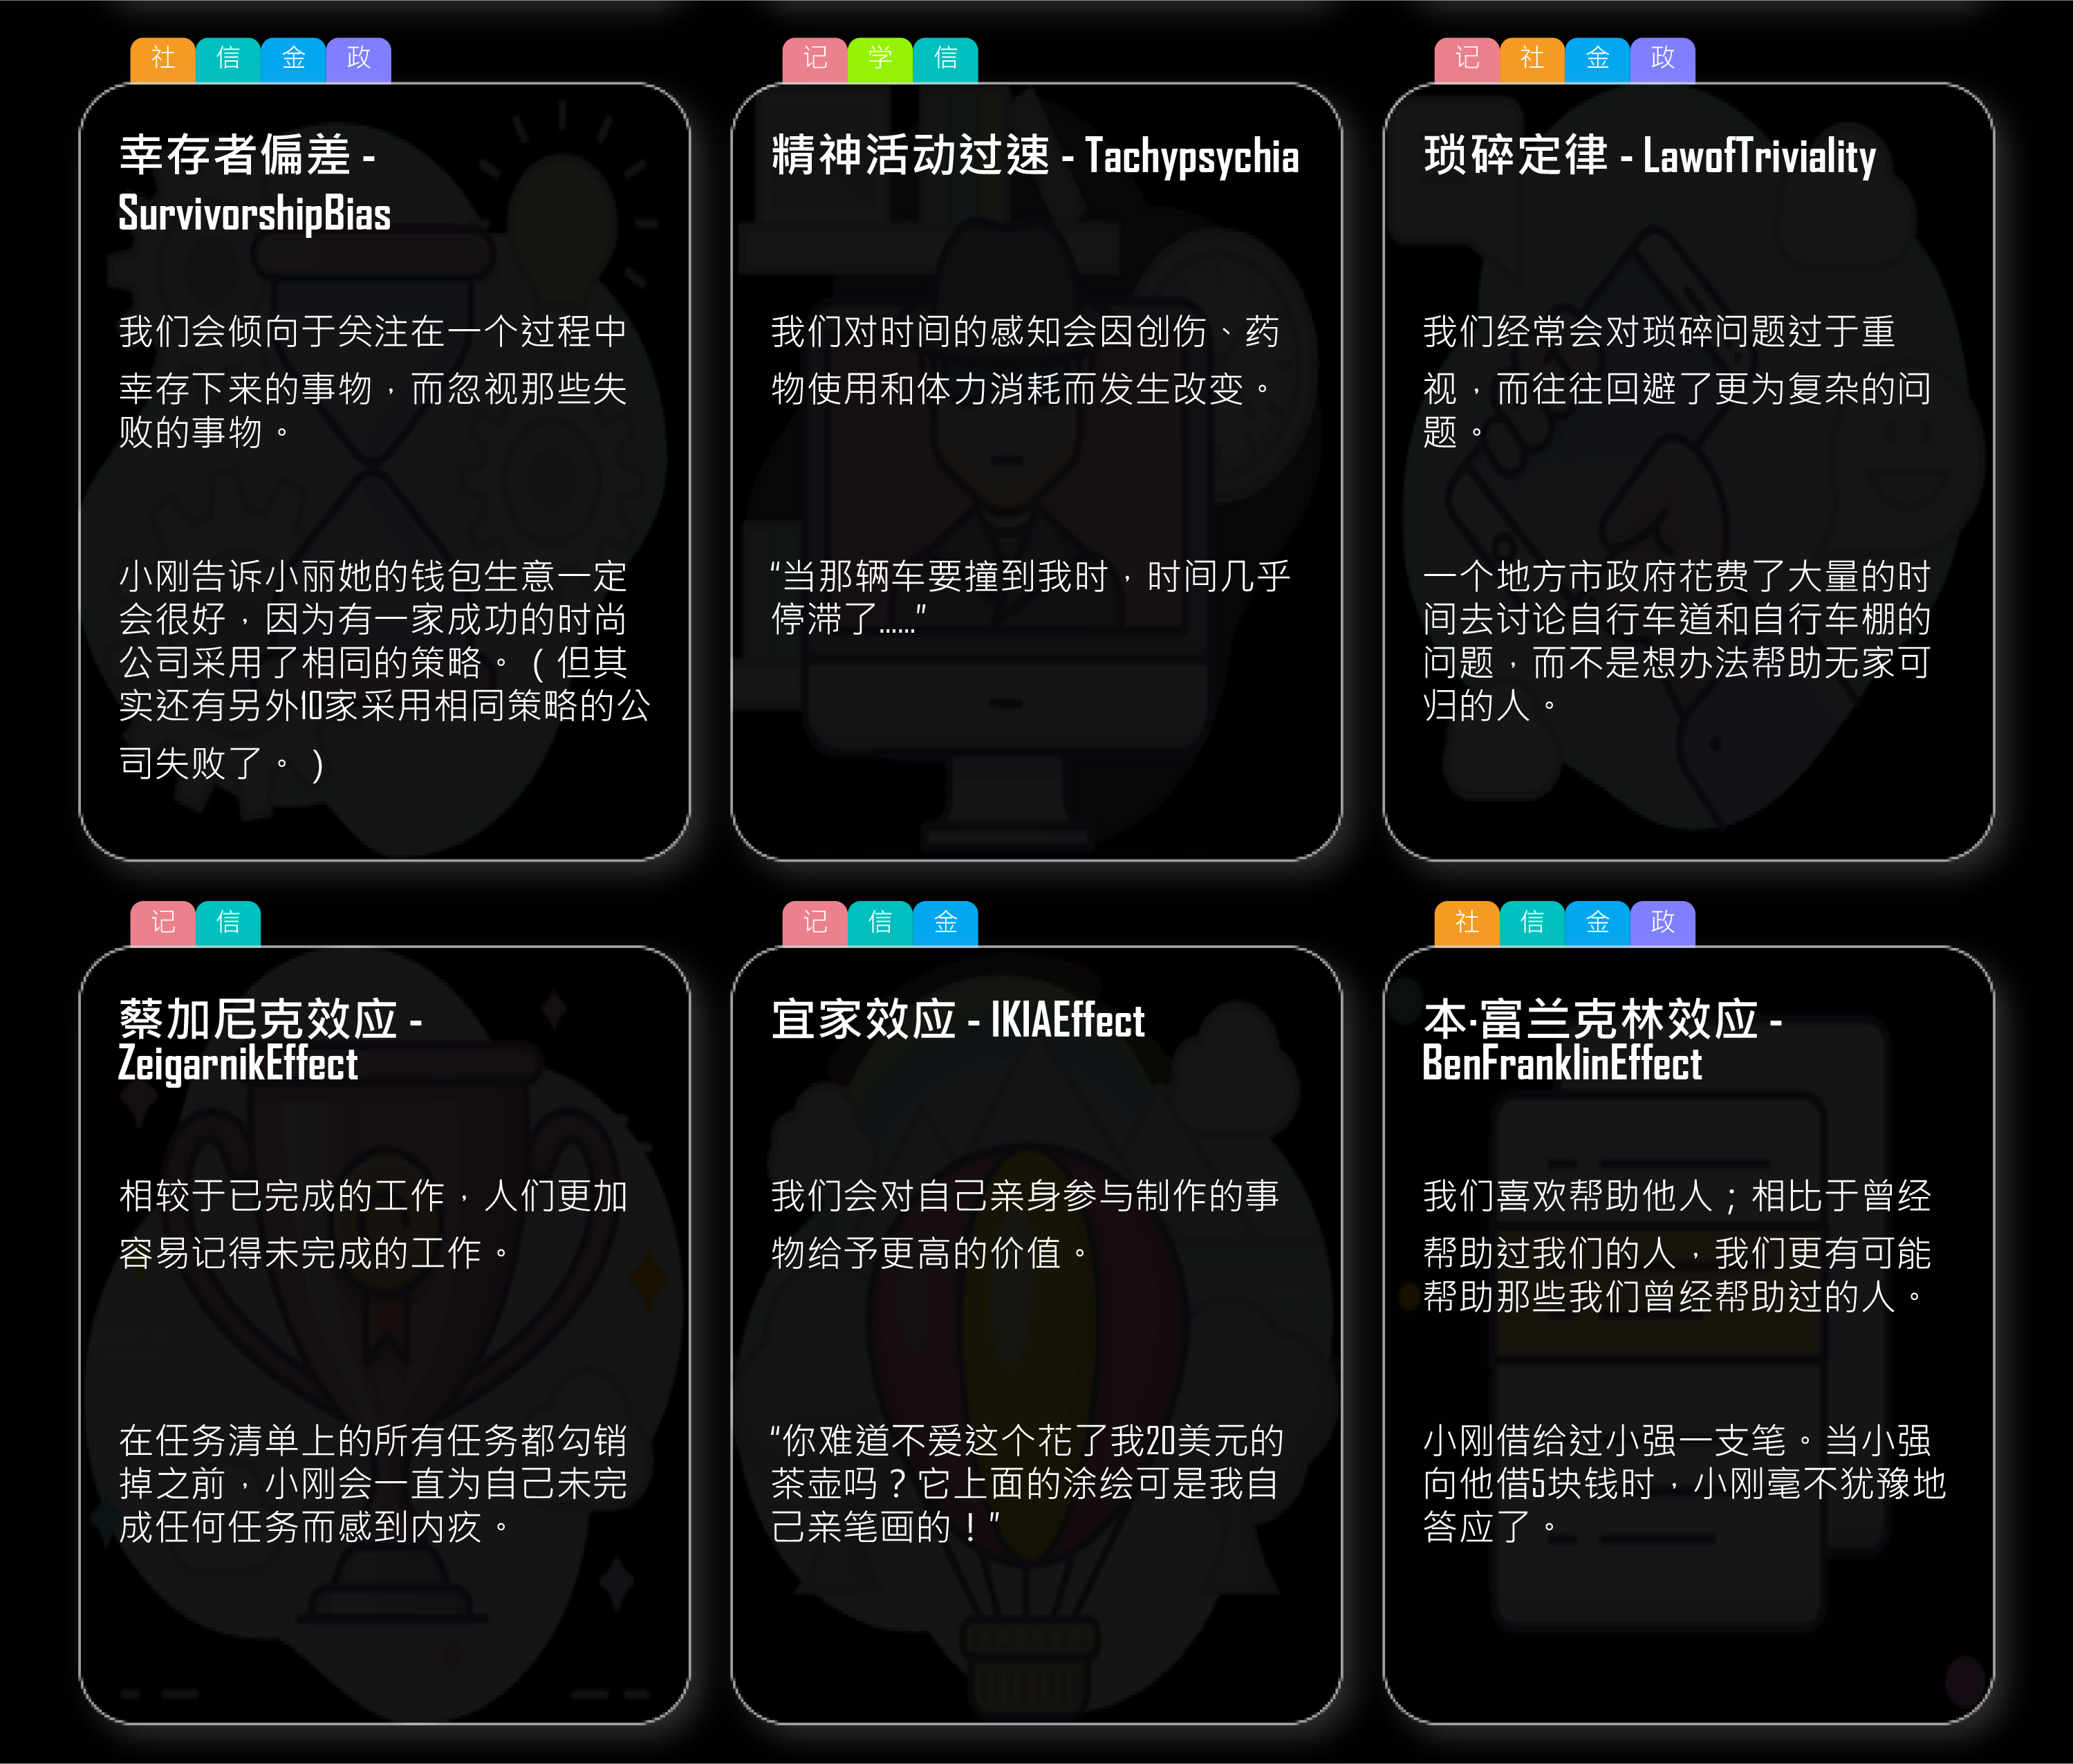 社 信 金 政
幸存者偏差 -
SurvivorshipBias
我们会倾向于关注在一个过程中
幸存下来的事物，而忽视那些失
败的事物。
小刚告诉小丽她的钱包生意一定
会很好，因为有一家成功的时尚
公司采用了相同的策略。（但其
实还有另外10家采用相同策略的公
司失败了。）
记 学 信
精神活动过速 - Tachypsychia
我们对时间的感知会因创伤、药
物使用和体力消耗而发生改变。
“当那辆车要撞到我时，时间几乎
停滞了......”
记 社 金 政
琐碎定律 - LawofTriviality
我们经常会对琐碎问题过于重
视，而往往回避了更为复杂的问
题。
一个地方市政府花费了大量的时
间去讨论自行车道和自行车棚的
问题，而不是想办法帮助无家可
归的人。
记 信
蔡加尼克效应 -
ZeigarnikEffect
相较于已完成的工作，人们更加
容易记得未完成的工作。
在任务清单上的所有任务都勾销
掉之前，小刚会一直为自己未完
成任何任务而感到内疚。
记 信 金
宜家效应 - IKIAEffect
我们会对自己亲身参与制作的事
物给予更高的价值。
“你难道不爱这个花了我20美元的
茶壶吗？它上面的涂绘可是我自
己亲笔画的！”
社 信 金 政
本·富兰克林效应 -
BenFranklinEffect
我们喜欢帮助他人；相比于曾经
帮助过我们的人，我们更有可能
帮助那些我们曾经帮助过的人。
小刚借给过小强一支笔。当小强
向他借5块钱时，小刚毫不犹豫地
答应了。